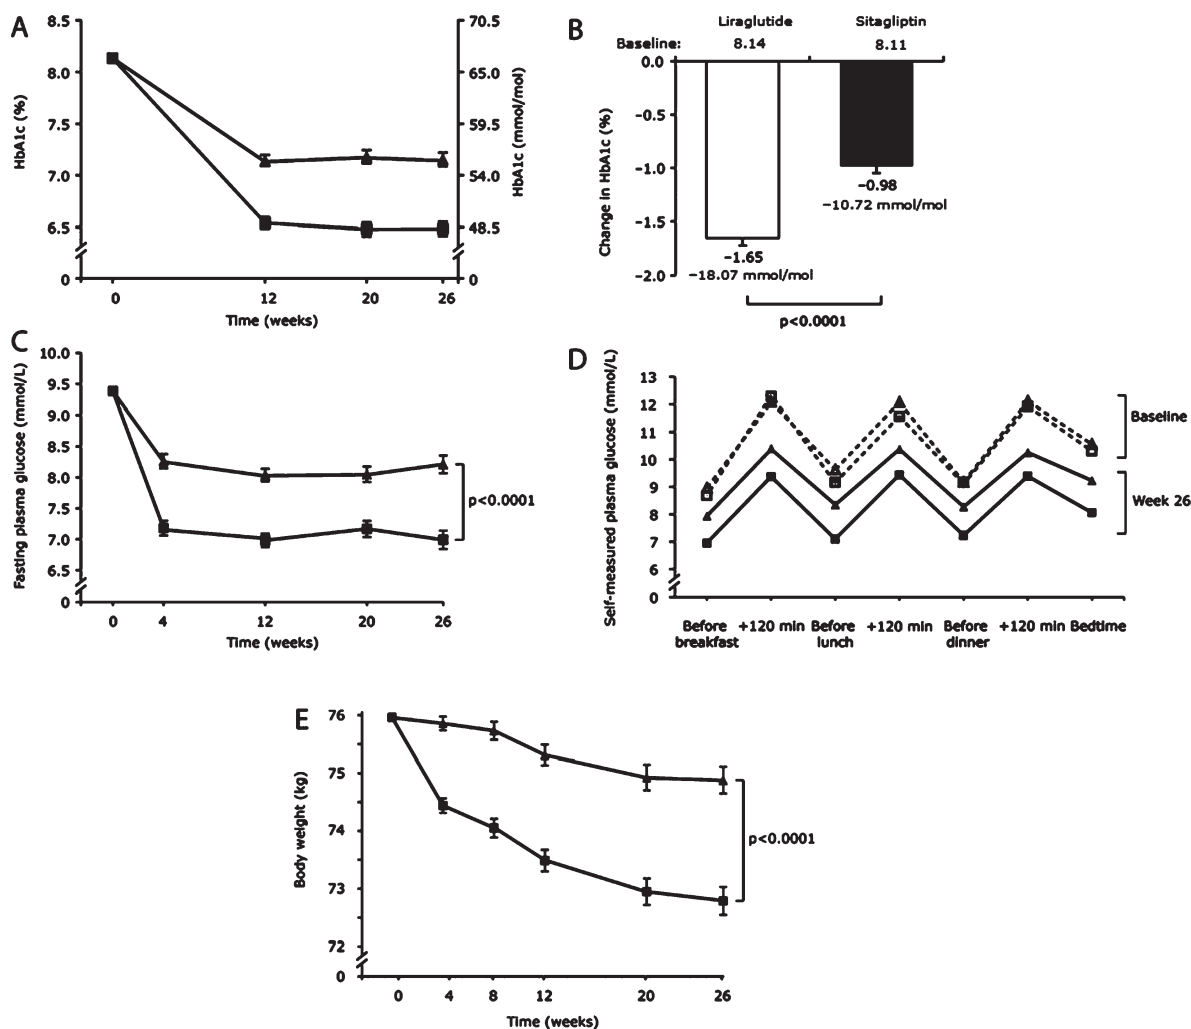 A
8.5
8.0
7.5
7.0
6.5
0
HbA1c (%)
70.5
65.0
59.5
54.0
48.5
0
HbA1c (mmol/mol)
0
12
20
26
Time (weeks)
B
Liraglutide
Sitagliptin
Baseline:
8.14
8.11
0.0
−0.5
−1.0
−1.5
−2.0
Change in HbA1c (%)
−0.98
−10.72 mmol/mol
−1.65
−18.07 mmol/mol
p<0.0001
C
10.0
9.5
9.0
8.5
8.0
7.5
7.0
6.5
0
Fasting plasma glucose (mmol/L)
p<0.0001
0
4
12
20
26
Time (weeks)
D
13
12
11
10
9
8
7
6
0
Self-measured plasma glucose (mmol/L)
Baseline
Week 26
Before
breakfast
+120 min
Before
lunch
+120 min
Before
dinner
+120 min
Bedtime
E
76
75
74
73
72
0
Body weight (kg)
p<0.0001
0
4
8
12
20
26
Time (weeks)